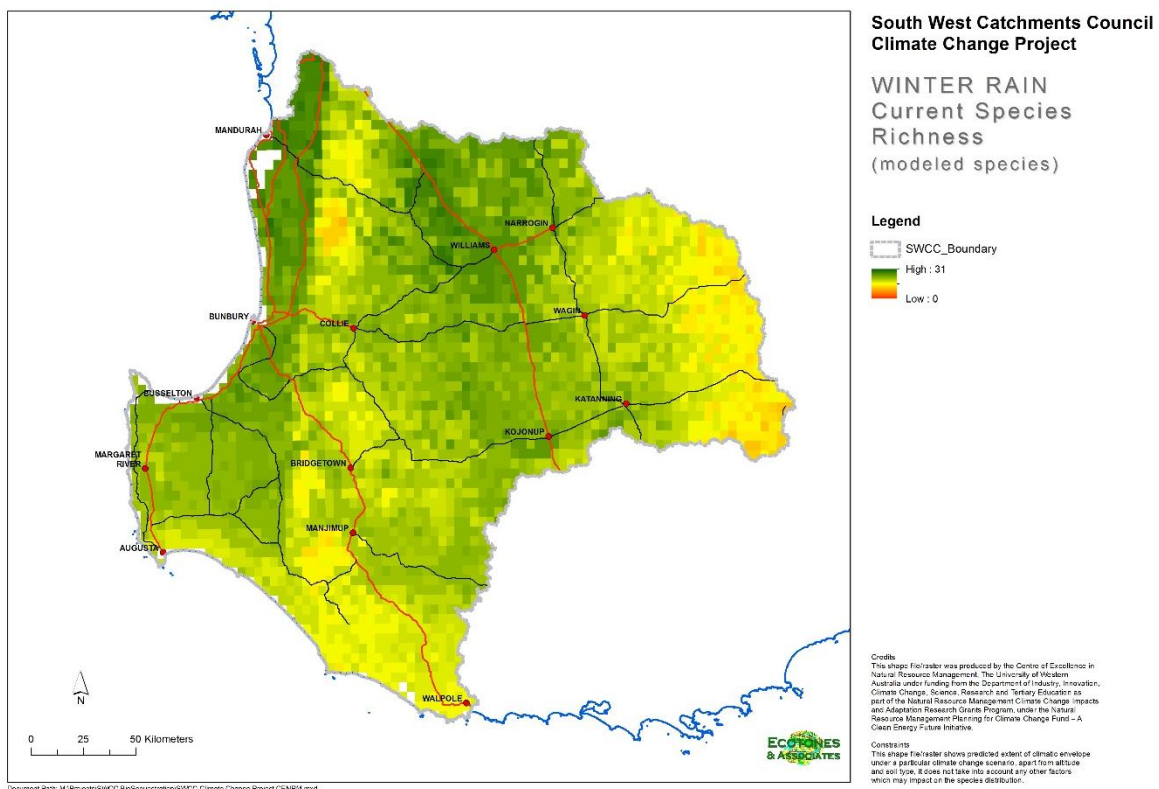 South West Catchments Council
Climate Change Project
WINTER RAIN
Current Species
Richness
(modeled species)
Legend
SWCC_Boundary
High : 31
Low : 0
MANDURAH
NARROGIN
WILLIAMS
WAGIN
BUNBURY
COLLIE
BUSSELTON
KATANNING
KOJONUP
MARGARET
RIVER
BRIDGETOWN
MANJIMUP
AUGUSTA
WALPOLE
N
0 25 50 Kilometers
ECOTONES
& ASSOCIATES
Credits
This shape file/raster was produced by the Centre of Excellence in
Natural Resource Management, The University of Western
Australia under funding from the Department of Industry, Innovation,
Climate Change, Science, Research and Tertiary Education as
part of the Natural Resource Management Climate Change Impacts
and Adaptation Research Grants Program, under the Natural
Resource Management Planning for Climate Change Fund – A
Clean Energy Future Initiative.
Constraints
This shape file/raster shows predicted extent of climatic envelope
under a particular climate change scenario, apart from altitude
and soil type, it does not take into account any other factors
which may impact on the species distribution.
Document Path: